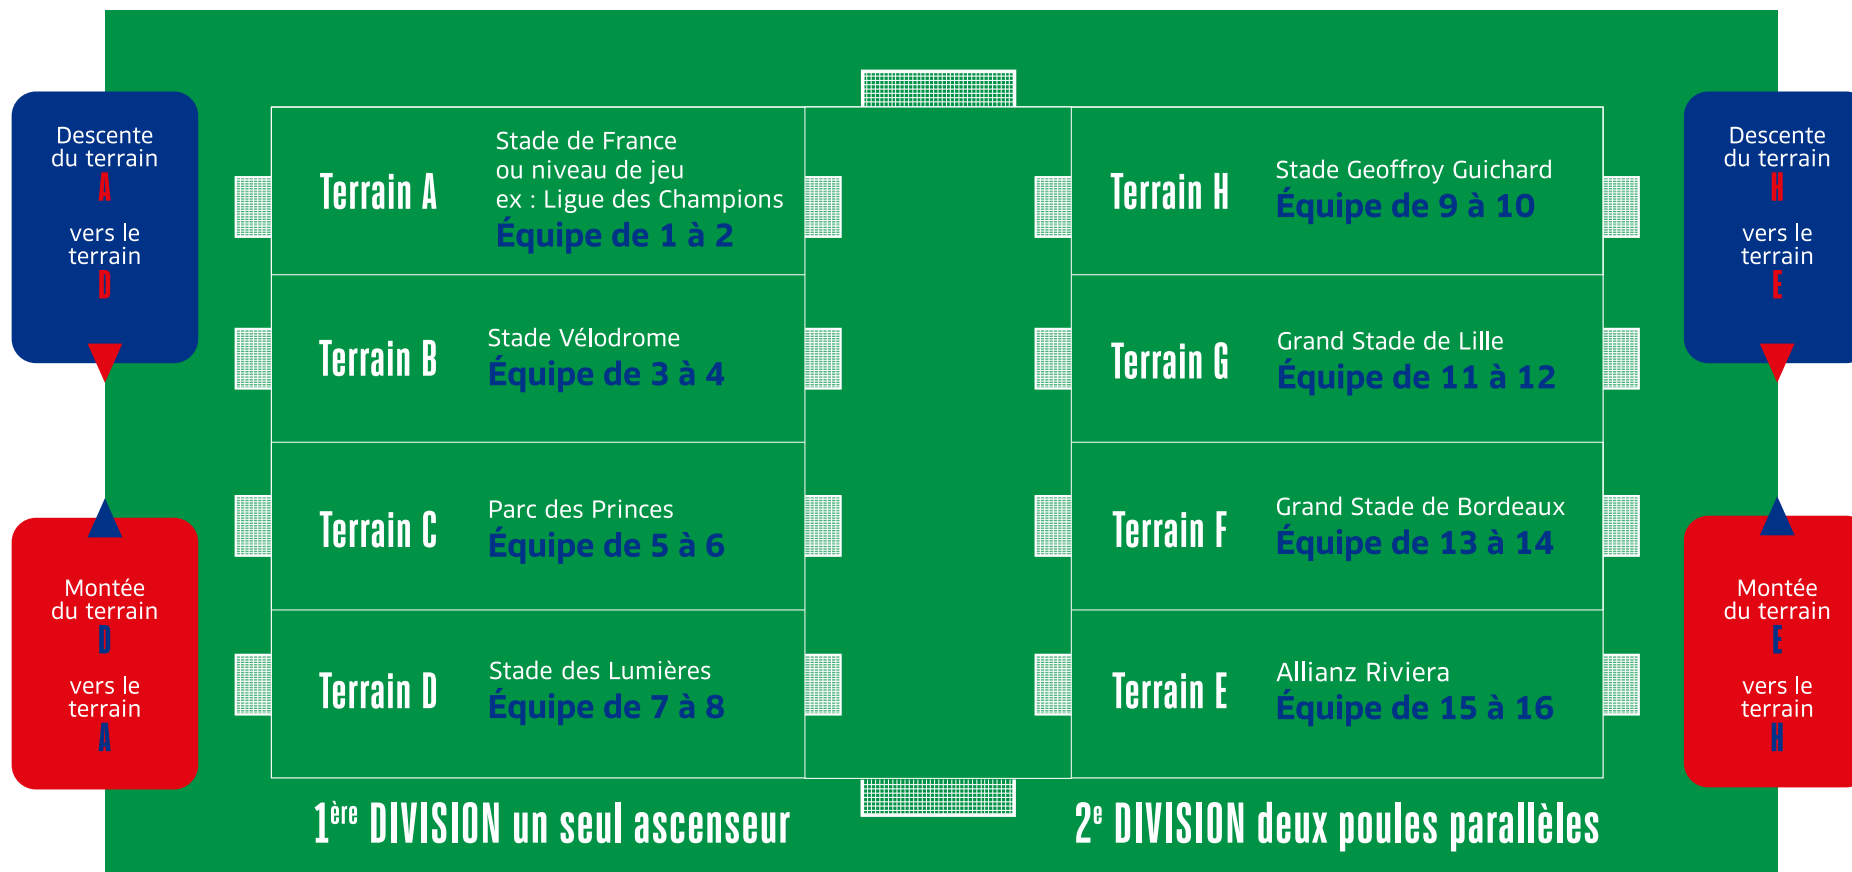 Descente
du terrain
A
vers le
terrain
D
Montée
du terrain
D
vers le
terrain
A
Terrain A
Stade de France
ou niveau de jeu
ex : Ligue des Champions
Équipe de 1 à 2
Terrain B
Stade Vélodrome
Équipe de 3 à 4
Terrain C
Parc des Princes
Équipe de 5 à 6
Terrain D
Stade des Lumières
Équipe de 7 à 8
1ère DIVISION un seul ascenseur
Terrain H
Stade Geoffroy Guichard
Équipe de 9 à 10
Terrain G
Grand Stade de Lille
Équipe de 11 à 12
Terrain F
Grand Stade de Bordeaux
Équipe de 13 à 14
Terrain E
Allianz Riviera
Équipe de 15 à 16
2e DIVISION deux poules parallèles
Descente
du terrain
H
vers le
terrain
E
Montée
du terrain
E
vers le
terrain
H